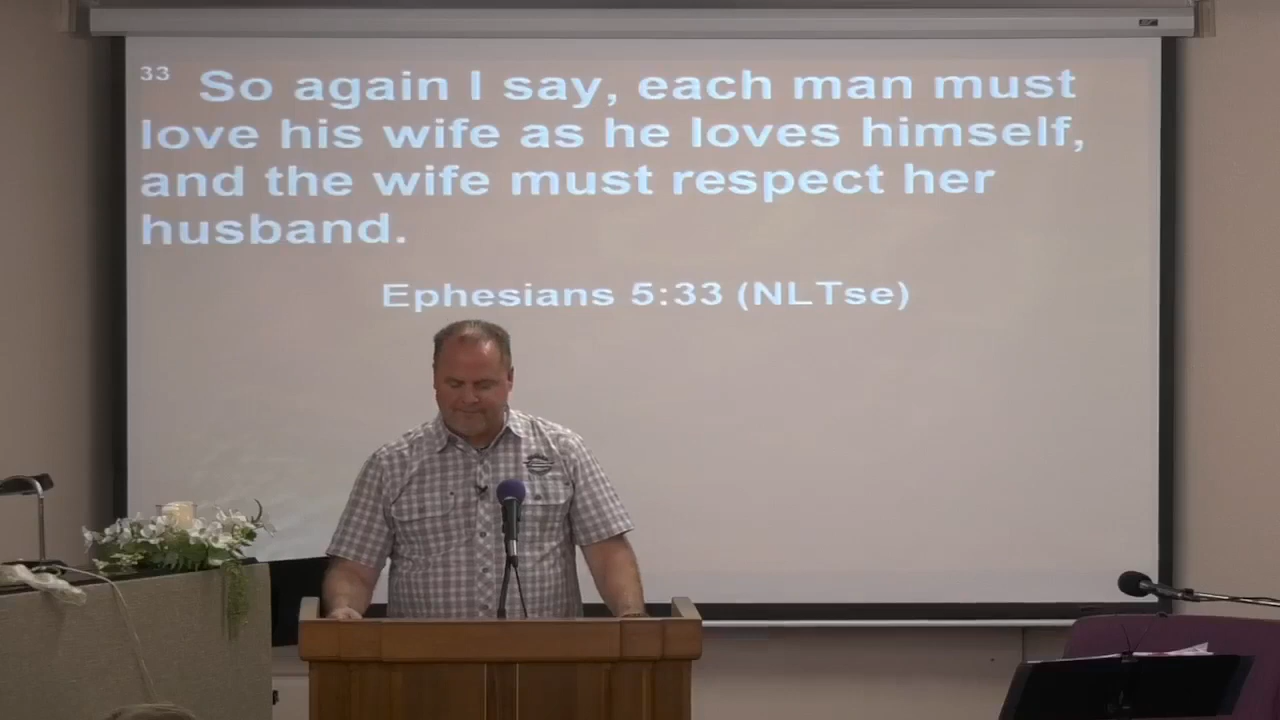 33 So again I say, each man must
love his wife as he loves himself,
and the wife must respect her
husband.
Ephesians 5:33 (NLTse)